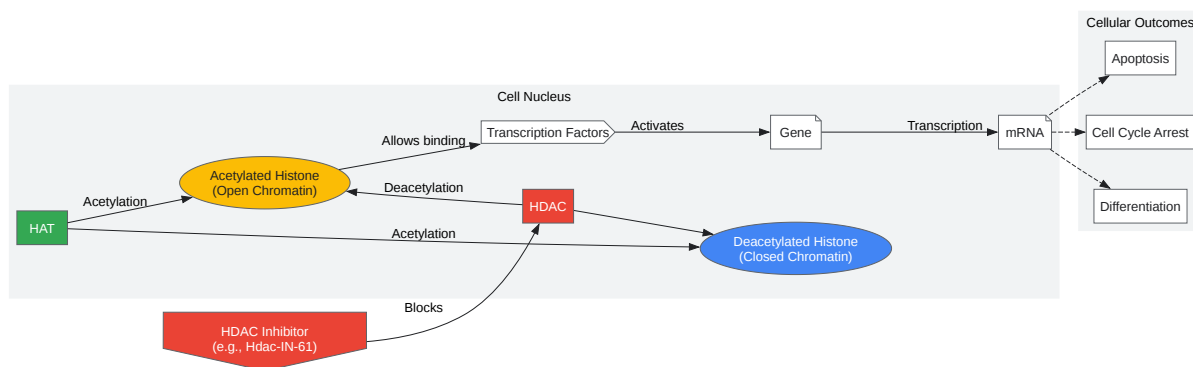 Cellular Outcomes
Apoptosis
Cell Nucleus
Allows binding
Transcription Factors
Activates
Gene
Transcription
mRNA
Cell Cycle Arrest
Acetylated Histone
(Open Chromatin)
Deacetylation
Acetylation
HAT
HDAC
Differentiation
Acetylation
Deacetylated Histone
(Closed Chromatin)
Blocks
HDAC Inhibitor
(e.g., Hdac-IN-61)